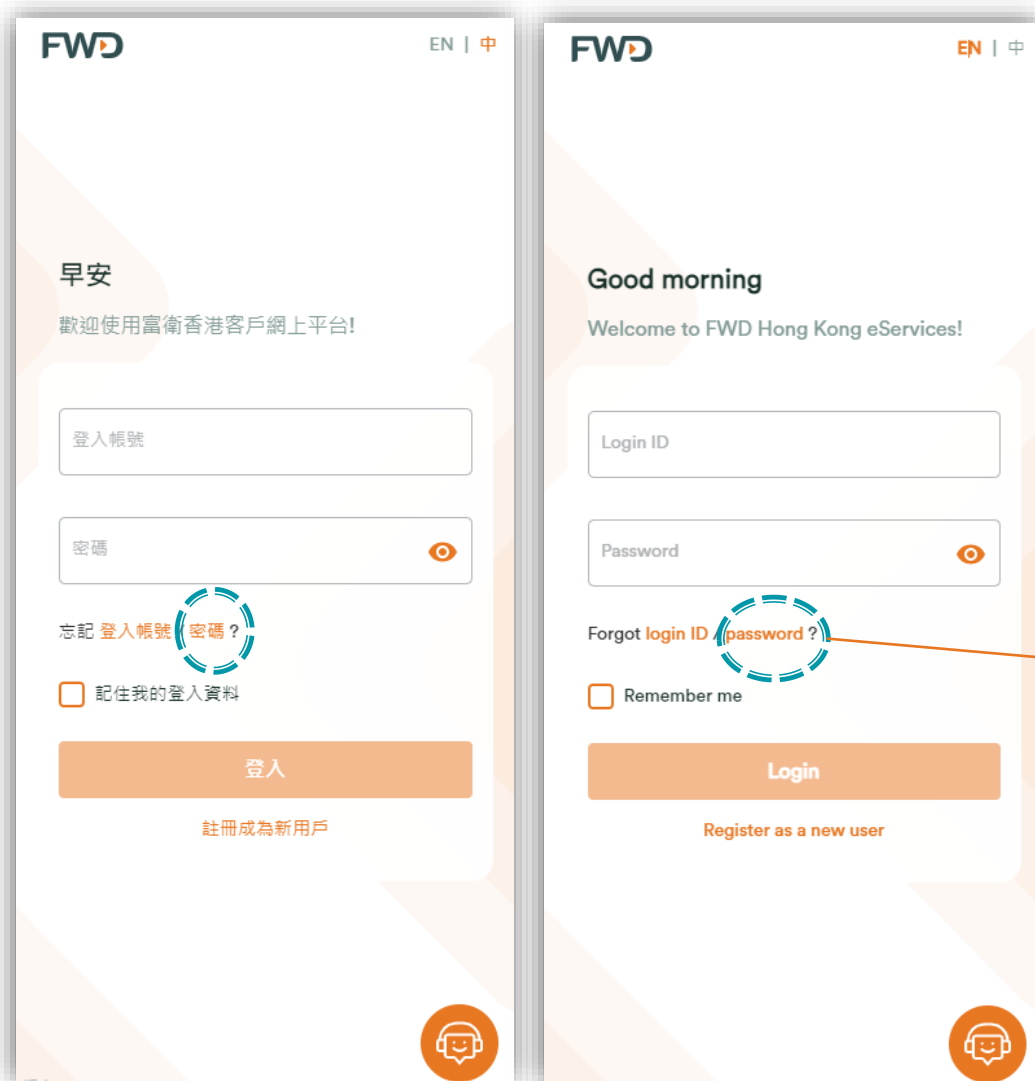 FWD
EN | 中
早安
歡迎使用富衛香港客戶網上平台!
登入帳號
密碼
忘記 登入帳號 / 密碼 ?
記住我的登入資料
登入
註冊成為新用戶
FWD
EN | 中
Good morning
Welcome to FWD Hong Kong eServices!
Login ID
Password
Forgot login ID / password ?
Remember me
Login
Register as a new user